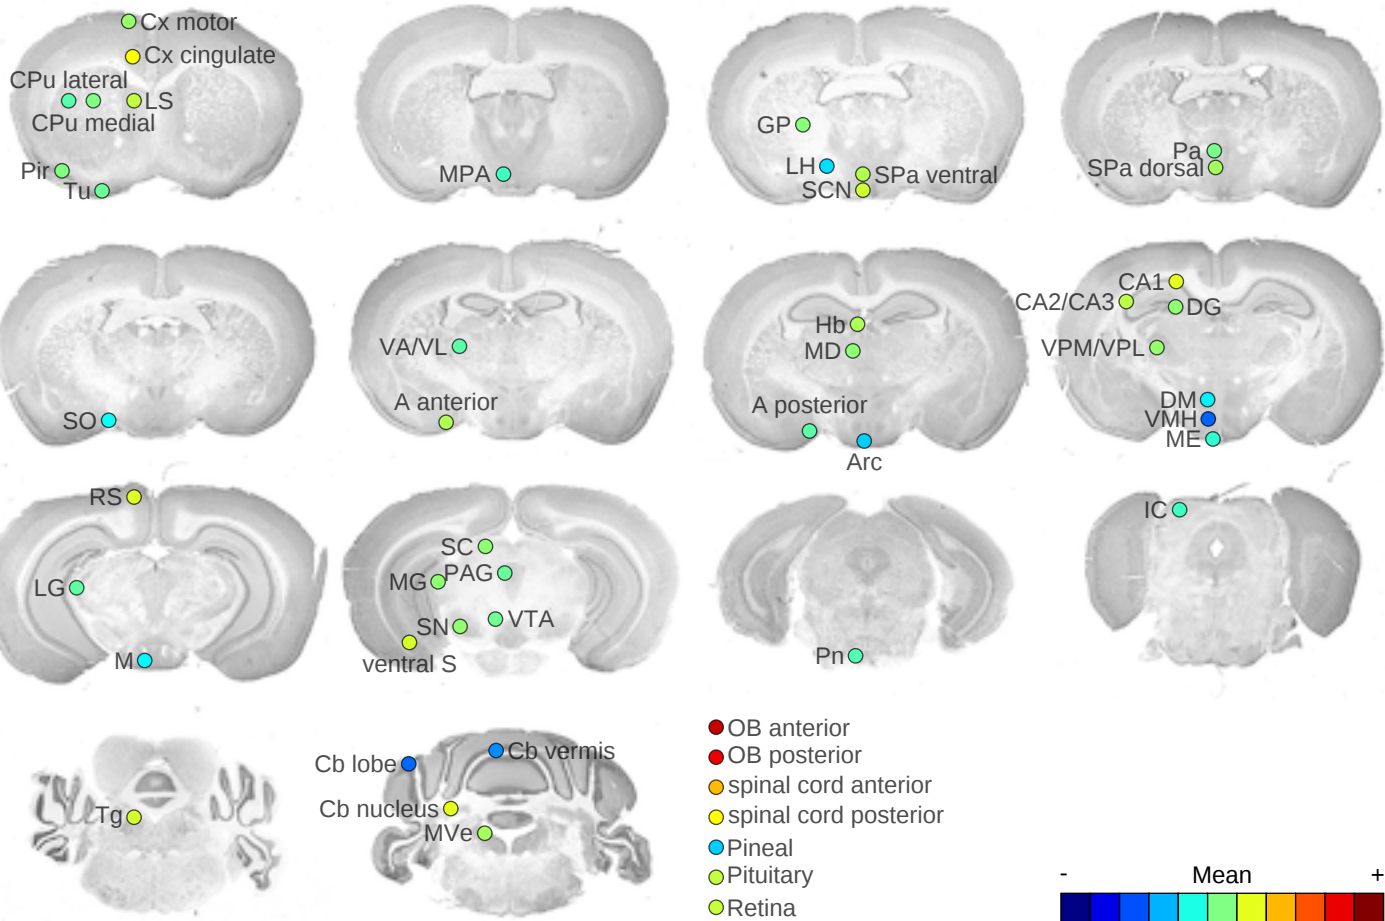 Cx motor
Cx cingulate
CPu lateral
LS
CPu medial
Pir
Tu
MPA
GP
LH
SPa ventral
SCN
Pa
SPa dorsal
SO
VA/VL
A anterior
Hb
MD
A posterior
Arc
CA1
CA2/CA3
DG
VPM/VPL
DM
VMH
ME
RS
LG
M
SC
PAG
MG
SN
VTA
ventral S
Pn
IC
Tg
Cb lobe
Cb vermis
Cb nucleus
MVe
OB anterior
OB posterior
spinal cord anterior
spinal cord posterior
Pineal
Pituitary
Retina
- Mean +